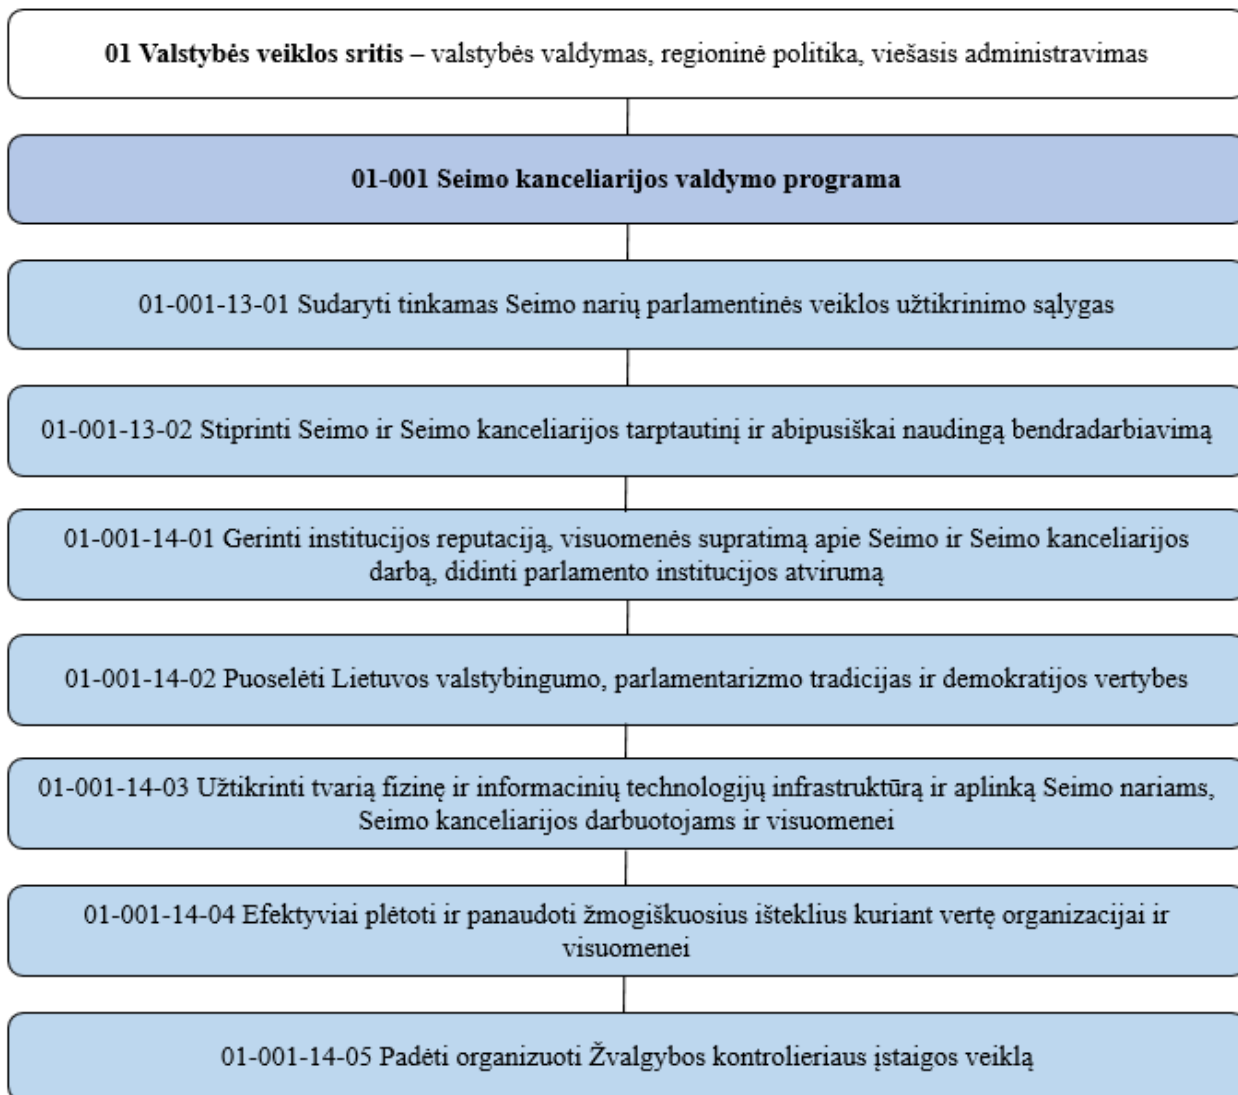 01 Valstybės veiklos sritis – valstybės valdymas, regioninė politika, viešasis administravimas
01-001 Seimo kanceliarijos valdymo programa
01-001-13-01 Sudaryti tinkamas Seimo narių parlamentinės veiklos užtikrinimo sąlygas
01-001-13-02 Stiprinti Seimo ir Seimo kanceliarijos tarptautinį ir abipusiškai naudingą bendradarbiavimą
01-001-14-01 Gerinti institucijos reputaciją, visuomenės supratimą apie Seimo ir Seimo kanceliarijos
darbą, didinti parlamento institucijos atvirumą
01-001-14-02 Puoselėti Lietuvos valstybingumo, parlamentarizmo tradicijas ir demokratijos vertybes
01-001-14-03 Užtikrinti tvarią fizinę ir informacinių technologijų infrastruktūrą ir aplinką Seimo nariams,
Seimo kanceliarijos darbuotojams ir visuomenei
01-001-14-04 Efektyviai plėtoti ir panaudoti žmogiškuosius išteklius kuriant vertę organizacijai ir
visuomenei
01-001-14-05 Padėti organizuoti Žvalgybos kontrolieriaus įstaigos veiklą